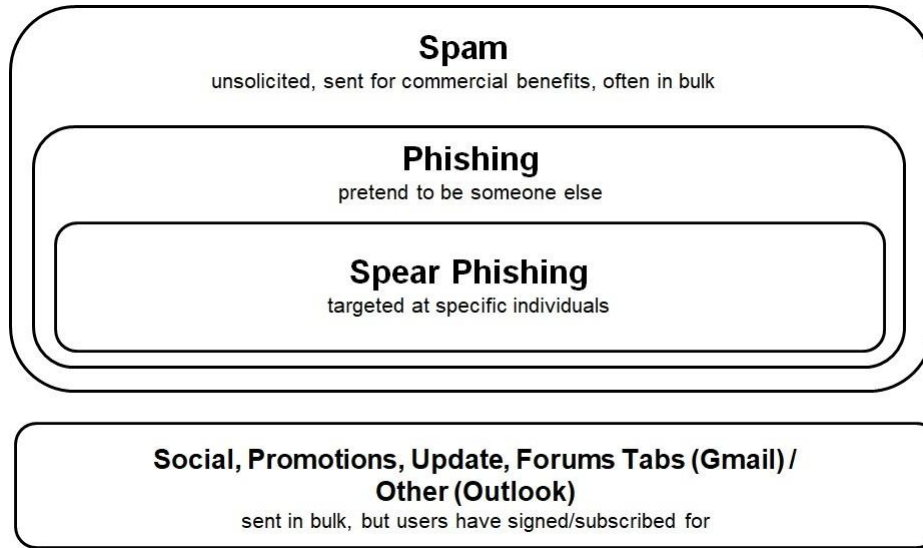 Spam
unsolicited, sent for commercial benefits, often in bulk
Phishing
pretend to be someone else
Spear Phishing
targeted at specific individuals
Social, Promotions, Update, Forums Tabs (Gmail) /
Other (Outlook)
sent in bulk, but users have signed/subscribed for